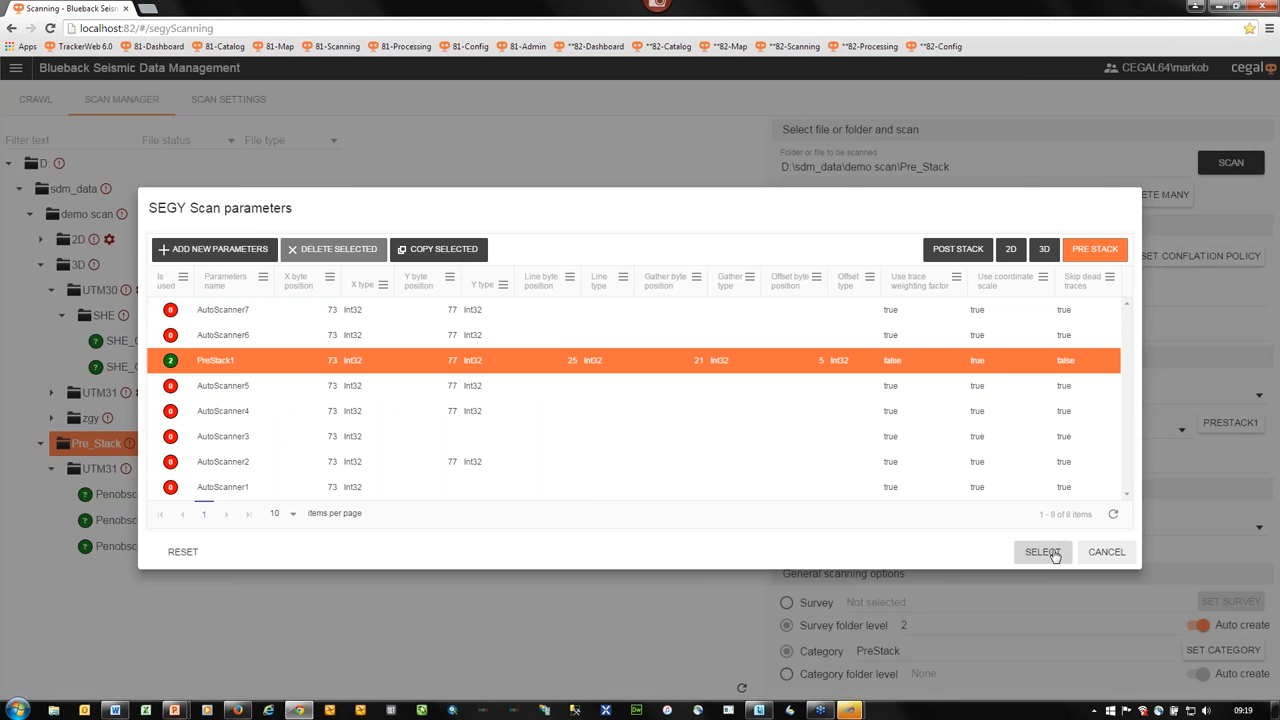 Scanning - Blueback Seismic
localhost:82/#/segyScanning
Apps TrackerWeb 6.0 81-Dashboard 81-Catalog 81-Map 81-Scanning 81-Processing 81-Config 81-Admin **82-Dashboard **82-Catalog **82-Map **82-Scanning **82-Processing **82-Config
Blueback Seismic Data Management CEGAL64\markob cegal
CRAWL SCAN MANAGER SCAN SETTINGS
Filter text File status File type
Select file or folder and scan
Folder or file to be scanned
D:\sdm_data\demo scan\Pre_Stack SCAN
D:
sdm_data
demo scan
2D
3D
UTM30
SHE
SHE_C
SHE_C
UTM31
zgy
Pre_Stack
UTM31
Penobsc
Penobsc
Penobsc
ETE MANY
SET CONFLATION POLICY
PRESTACK1
SEGY Scan parameters
ADD NEW PARAMETERS DELETE SELECTED COPY SELECTED POST STACK 2D 3D PRE STACK
Is used Parameters name X byte position X type Y byte position Y type Line byte position Line type Gather byte position Gather type Offset byte position Offset type Use trace weighting factor Use coordinate scale Skip dead traces
0 AutoScanner7 73 Int32 77 Int32 true true true
0 AutoScanner6 73 Int32 77 Int32 true true true
2 PreStack1 73 Int32 77 Int32 25 Int32 21 Int32 5 Int32 false true false
0 AutoScanner5 73 Int32 77 Int32 true true true
0 AutoScanner4 73 Int32 77 Int32 true true true
0 AutoScanner3 73 Int32 true true true
0 AutoScanner2 73 Int32 77 Int32 true true true
0 AutoScanner1 73 Int32 true true true
1 10 items per page 1 - 8 of 8 items
RESET SELECT CANCEL
General scanning options
Survey Not selected SET SURVEY
Survey folder level 2 Auto create
Category PreStack SET CATEGORY
Category folder level None Auto create
09:19